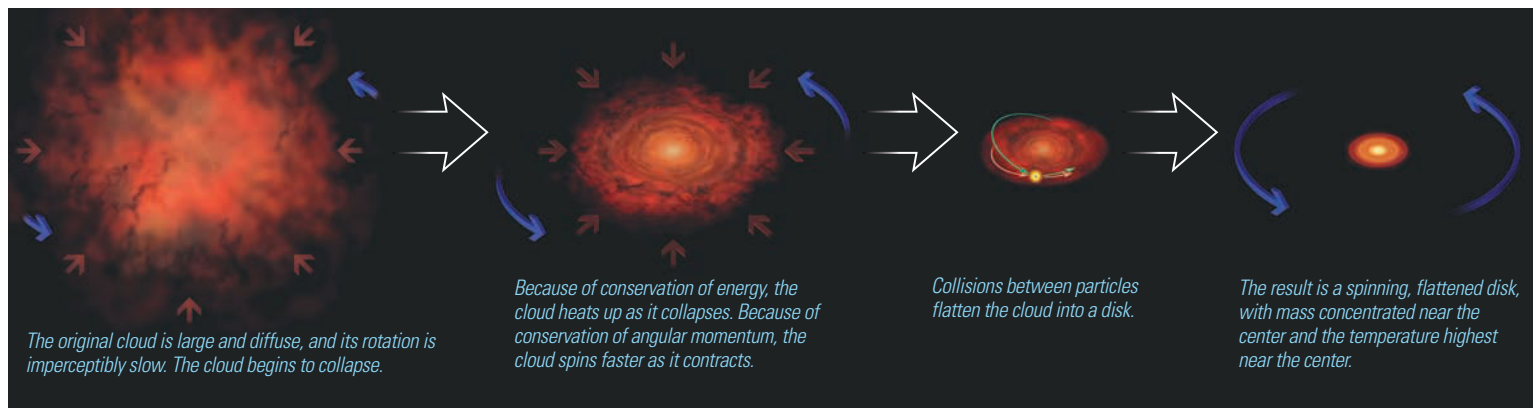 The original cloud is large and diffuse, and its rotation is
imperceptibly slow. The cloud begins to collapse.
Because of conservation of energy, the
cloud heats up as it collapses. Because of
conservation of angular momentum, the
cloud spins faster as it contracts.
Collisions between particles
flatten the cloud into a disk.
The result is a spinning, flattened disk,
with mass concentrated near the
center and the temperature highest
near the center.